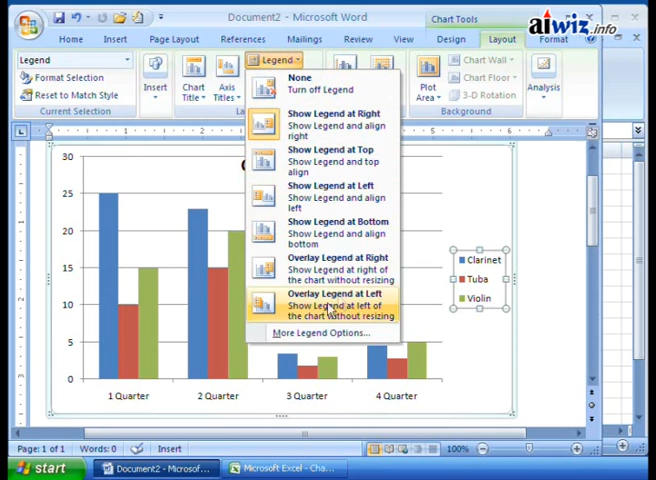 Document2 - Microsoft Word
Chart Tools
aiwiz.info
Home
Insert
Page Layout
References
Mailings
Review
View
Design
Layout
Format
Legend
Format Selection
Reset to Match Style
Current Selection
Insert
Chart
Title
Axis
Titles
Legend
Plot
Area
Chart Wall
Chart Floor
3-D Rotation
Background
Analysis
None
Turn off Legend
Show Legend at Right
Show Legend and align
right
Show Legend at Top
Show Legend and top
align
Show Legend at Left
Show Legend and align
left
Show Legend at Bottom
Show Legend and align
bottom
Overlay Legend at Right
Show Legend at right of
the chart without resizing
Overlay Legend at Left
Show Legend at left of
the chart without resizing
More Legend Options...
30
25
20
15
10
5
0
1 Quarter
2 Quarter
3 Quarter
4 Quarter
Clarinet
Tuba
Violin
Page: 1 of 1
Words: 0
Insert
100%
start
Document2 - Microsof...
Microsoft Excel - Cha...